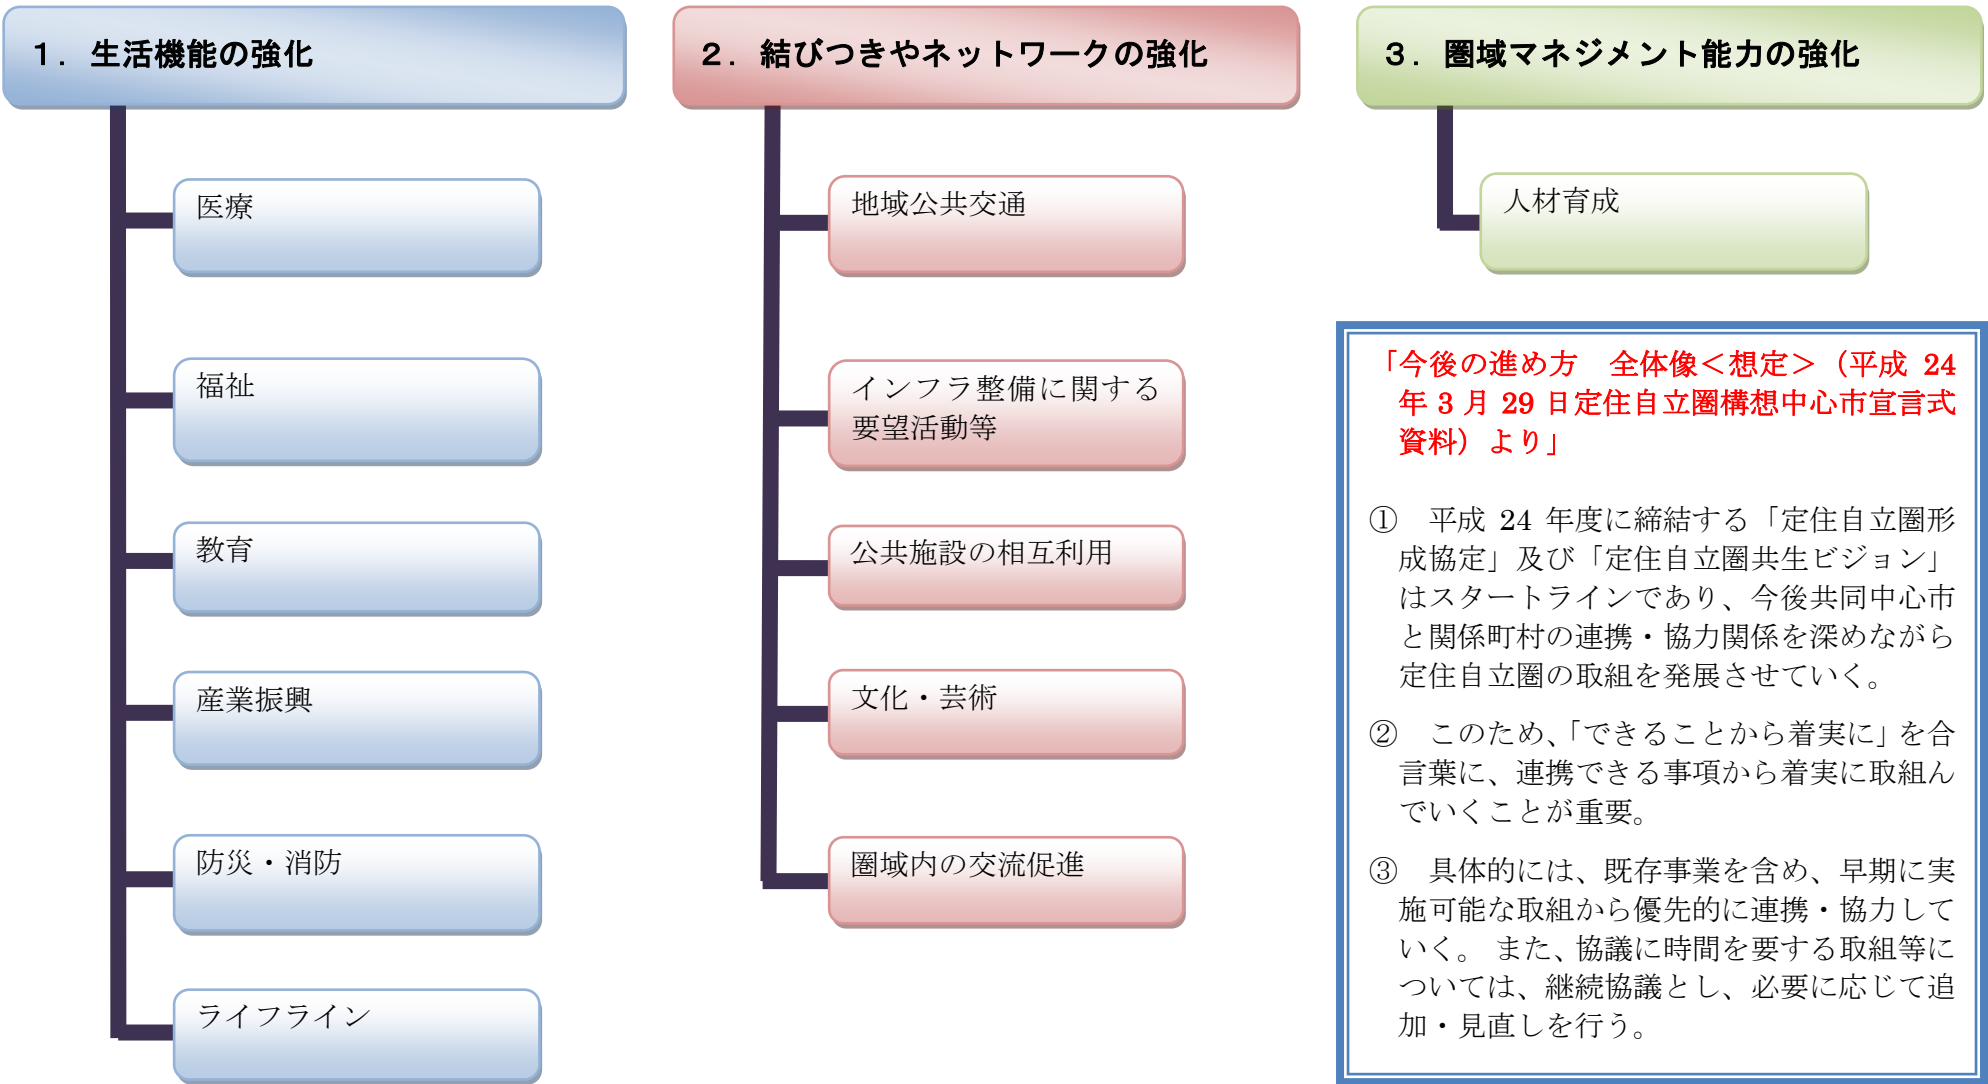 １．生活機能の強化
医療
福祉
教育
産業振興
防災・消防
ライフライン
２．結びつきやネットワークの強化
地域公共交通
インフラ整備に関する
要望活動等
公共施設の相互利用
文化・芸術
圏域内の交流促進
３．圏域マネジメント能力の強化
人材育成
「今後の進め方　全体像＜想定＞（平成 24
年 3 月 29 日定住自立圏構想中心市宣言式
資料）より」
①　平成 24 年度に締結する「定住自立圏形
成協定」及び「定住自立圏共生ビジョン」
はスタートラインであり、今後共同中心市
と関係町村の連携・協力関係を深めながら
定住自立圏の取組を発展させていく。
②　このため、「できることから着実に」を合
言葉に、連携できる事項から着実に取組ん
でいくことが重要。
③　具体的には、既存事業を含め、早期に実
施可能な取組から優先的に連携・協力して
いく。 また、協議に時間を要する取組等に
ついては、継続協議とし、必要に応じて追
加・見直しを行う。